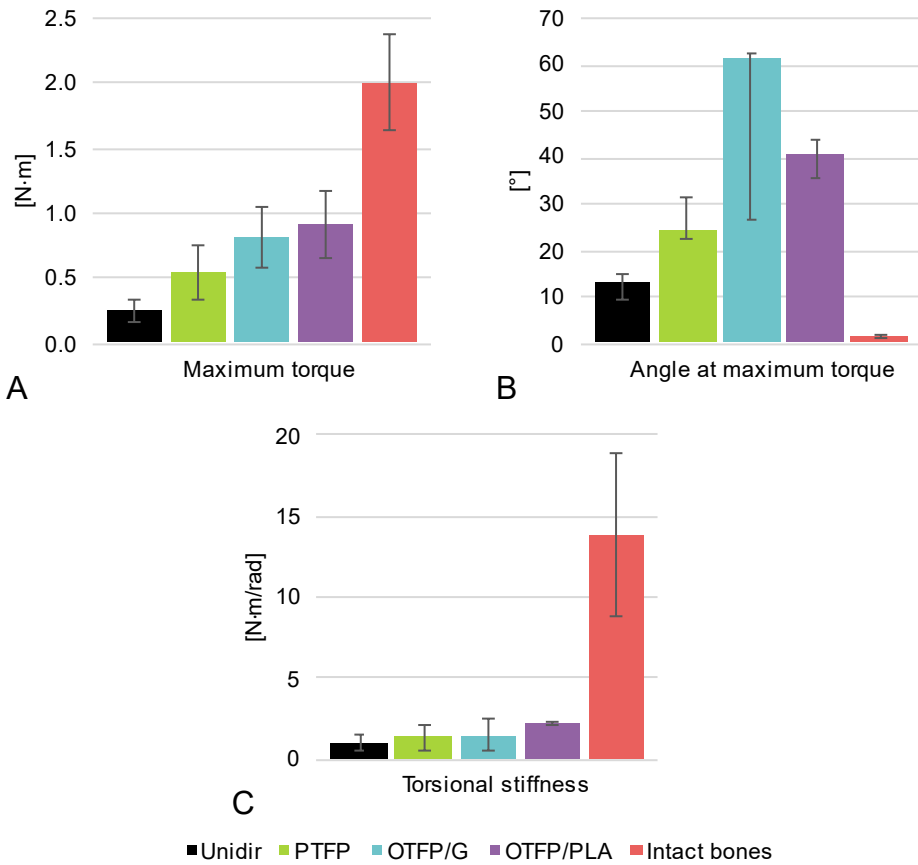 2.5
2.0
1.5
1.0
0.5
0.0
[N·m]
Maximum torque
A
70
60
50
40
30
20
10
0
[°]
Angle at maximum torque
B
20
15
10
5
0
[N·m/rad]
Torsional stiffness
C
Unidir PTFP OTFP/G OTFP/PLA Intact bones